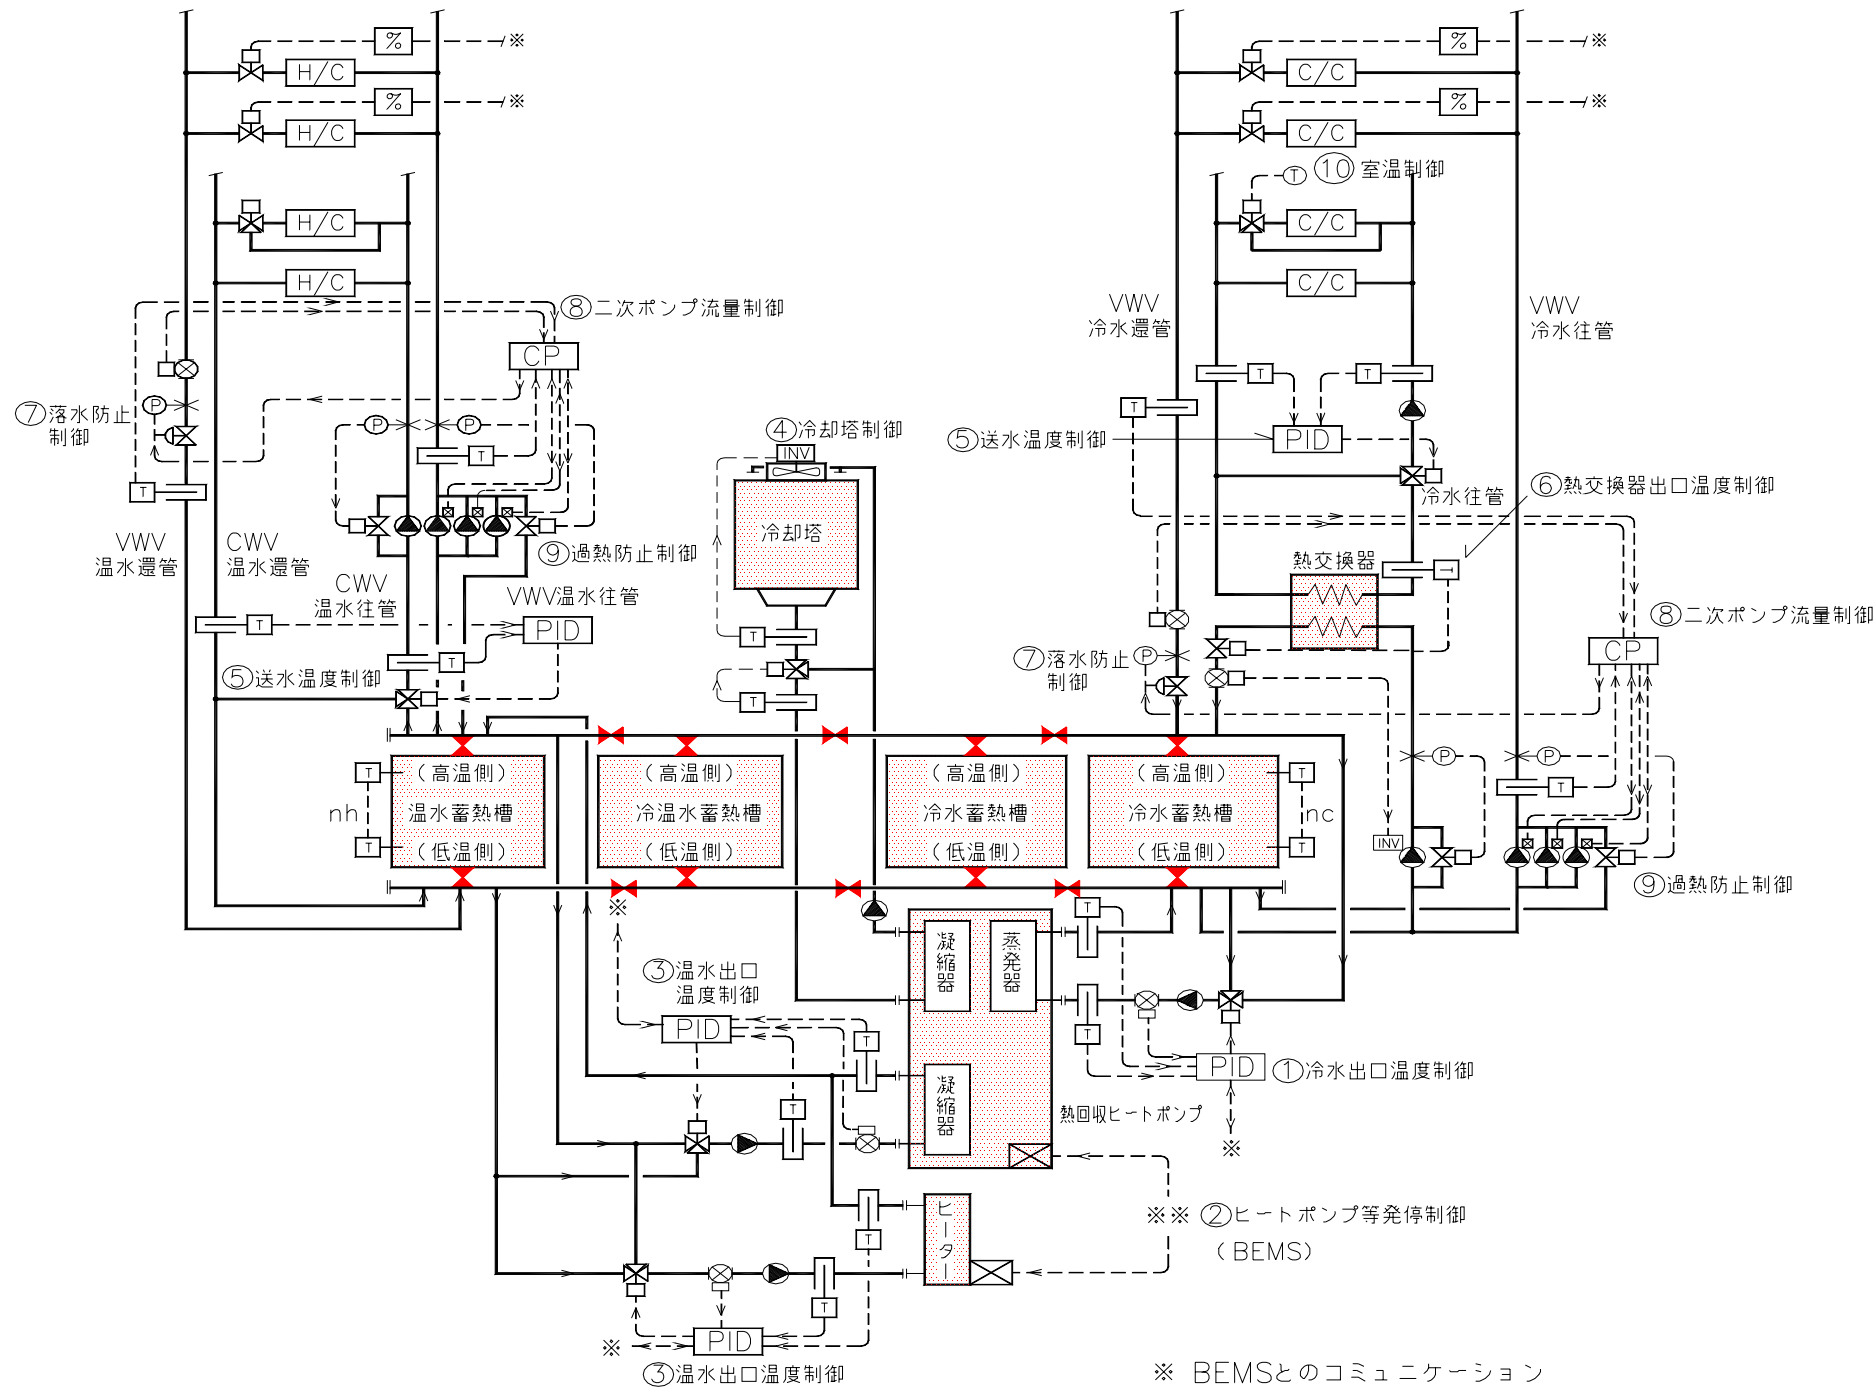 % ※
% ※
H/C
H/C
H/C
H/C
% ※
% ※
C/C
C/C
⑩ 室温制御
T
C/C
C/C
⑧二次ポンプ流量制御
CP
⑦落水防止
制御
P
P
P
T
T
VWV
温水還管
CWV
温水還管
CWV
温水往管
⑨過熱防止制御
VWV温水往管
T
PID
T
⑤送水温度制御
④冷却塔制御
INV
冷却塔
T
T
VWV
冷水還管
VWV
冷水往管
T
T
T
⑤送水温度制御
PID
冷水往管
⑥熱交換器出口温度制御
熱交換器
T
⑧二次ポンプ流量制御
CP
⑦落水防止
制御
P
P
P
T
INV
⑨過熱防止制御
nh
T
T
(高温側)
温水蓄熱槽
(低温側)
(高温側)
冷温水蓄熱槽
(低温側)
(高温側)
冷水蓄熱槽
(低温側)
(高温側)
冷水蓄熱槽
(低温側)
T
T
nc
※
③温水出口
温度制御
PID
T
T
凝縮器
蒸発器
凝縮器
T
T
PID
①冷水出口温度制御
※
熱回収ヒートポンプ
※※ ②ヒートポンプ等発停制御
(BEMS)
ヒーター
T
T
※
PID
③温水出口温度制御
※ BEMSとのコミュニケーション